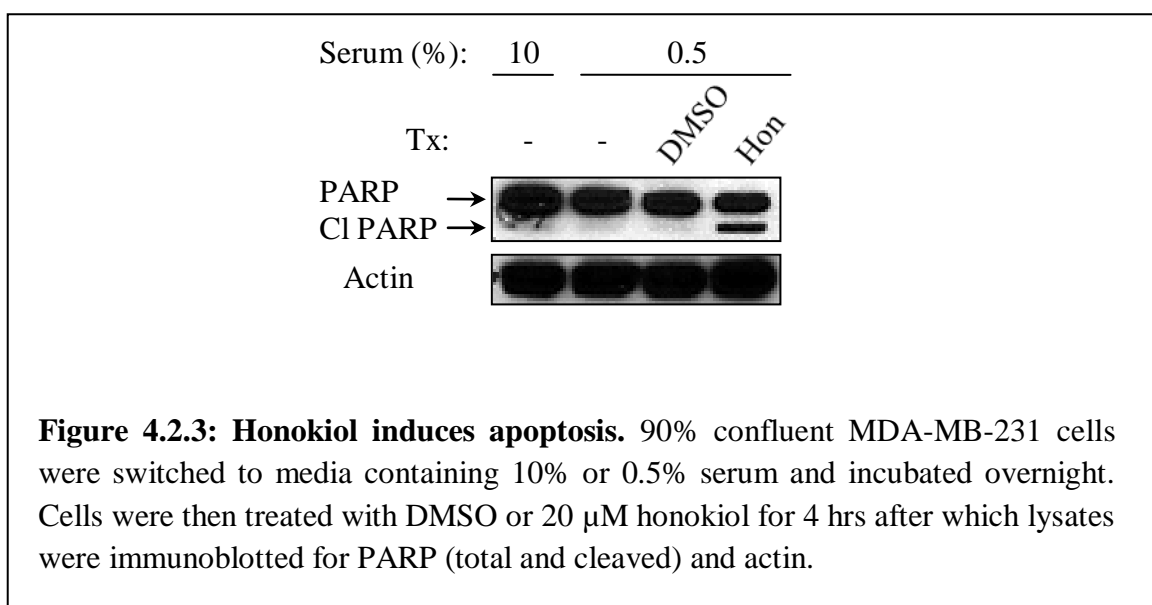 Serum (%): 10 0.5
Tx: - - DMSO Hon
PARP
Cl PARP
Actin
Figure 4.2.3: Honokiol induces apoptosis. 90% confluent MDA-MB-231 cells
were switched to media containing 10% or 0.5% serum and incubated overnight.
Cells were then treated with DMSO or 20 µM honokiol for 4 hrs after which lysates
were immunoblotted for PARP (total and cleaved) and actin.